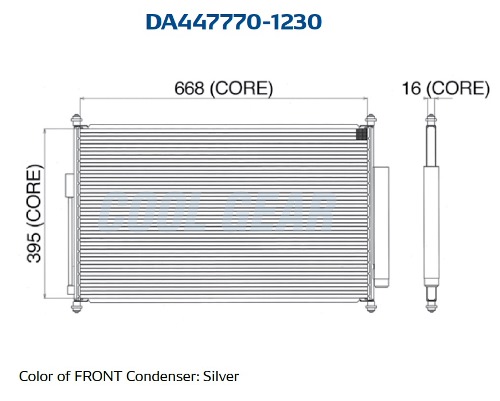 DA447770-1230
668 (CORE)
16 (CORE)
395 (CORE)
COOL GEAR
Color of FRONT Condenser: Silver